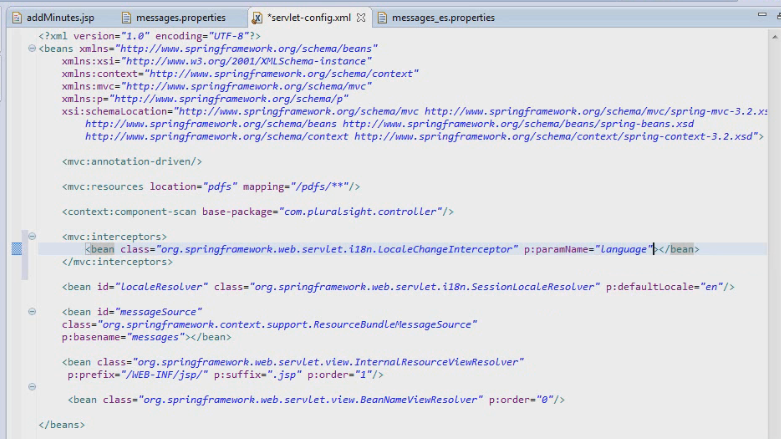 addMinutes.jsp messages.properties *servlet-config.xml messages_es.properties
<?xml version="1.0" encoding="UTF-8"?>
<beans xmlns="http://www.springframework.org/schema/beans"
xmlns:xsi="http://www.w3.org/2001/XMLSchema-instance"
xmlns:context="http://www.springframework.org/schema/context"
xmlns:mvc="http://www.springframework.org/schema/mvc"
xmlns:p="http://www.springframework.org/schema/p"
xsi:schemaLocation="http://www.springframework.org/schema/mvc http://www.springframework.org/schema/mvc/spring-mvc-3.2.xs
http://www.springframework.org/schema/beans http://www.springframework.org/schema/beans/spring-beans.xsd
http://www.springframework.org/schema/context http://www.springframework.org/schema/context/spring-context-3.2.xsd">
<mvc:annotation-driven/>
<mvc:resources location="pdfs" mapping="/pdfs/**"/>
<context:component-scan base-package="com.pluralsight.controller"/>
<mvc:interceptors>
<bean class="org.springframework.web.servlet.i18n.LocaleChangeInterceptor" p:paramName="language"></bean>
</mvc:interceptors>
<bean id="localeResolver" class="org.springframework.web.servlet.i18n.SessionLocaleResolver" p:defaultLocale="en"/>
<bean id="messageSource"
class="org.springframework.context.support.ResourceBundleMessageSource"
p:basename="messages"></bean>
<bean class="org.springframework.web.servlet.view.InternalResourceViewResolver"
p:prefix="/WEB-INF/jsp/" p:suffix=".jsp" p:order="1"/>
<bean class="org.springframework.web.servlet.view.BeanNameViewResolver" p:order="0"/>
</beans>